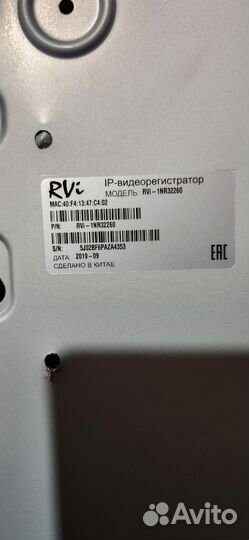 RVi
IP-видеорегистратор
МОДЕЛЬ: RVi-1NR32260
MAC:40:F4:13:47:C4:02
P/N: RVi-1NR32260
S/N: 5J02BF6PAZA4353
ДАТА 2019-09
СДЕЛАНО В КИТАЕ
EAC
Avito